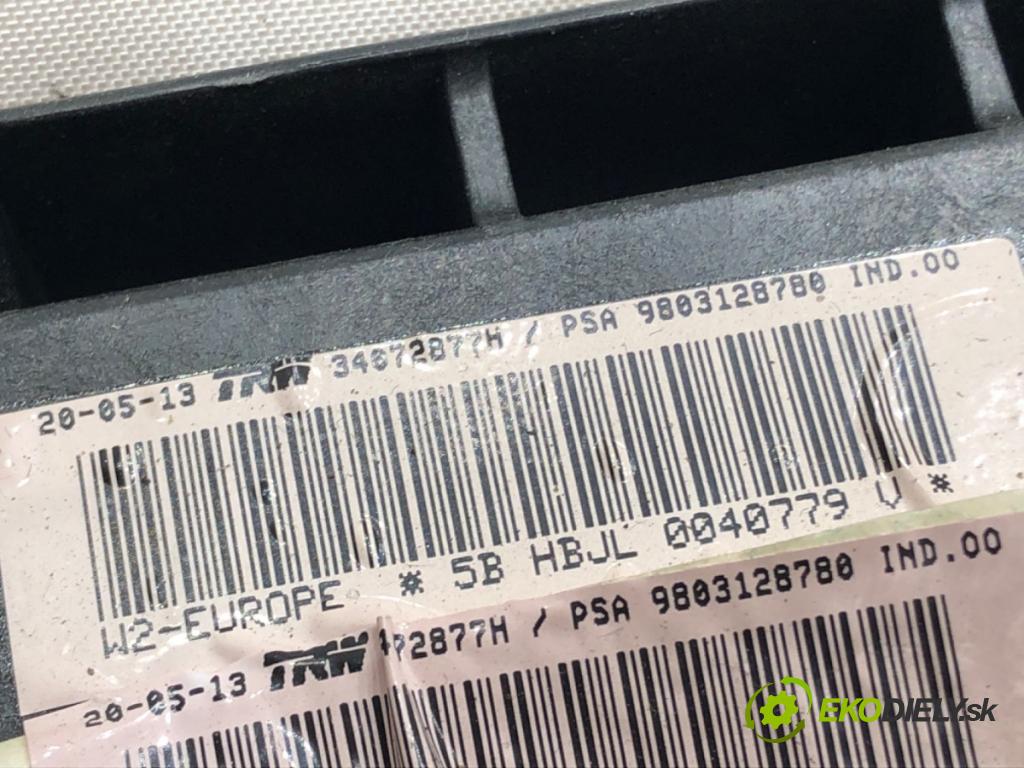 20-05-13 TRW 34672877H / PSA 9803128780 IND.00
* 5B HBJL 0040779 V *
W2-EUROPE
20-05-13 TRW 2877H / PSA 9803128780 IND.00
EKODIELY.sk